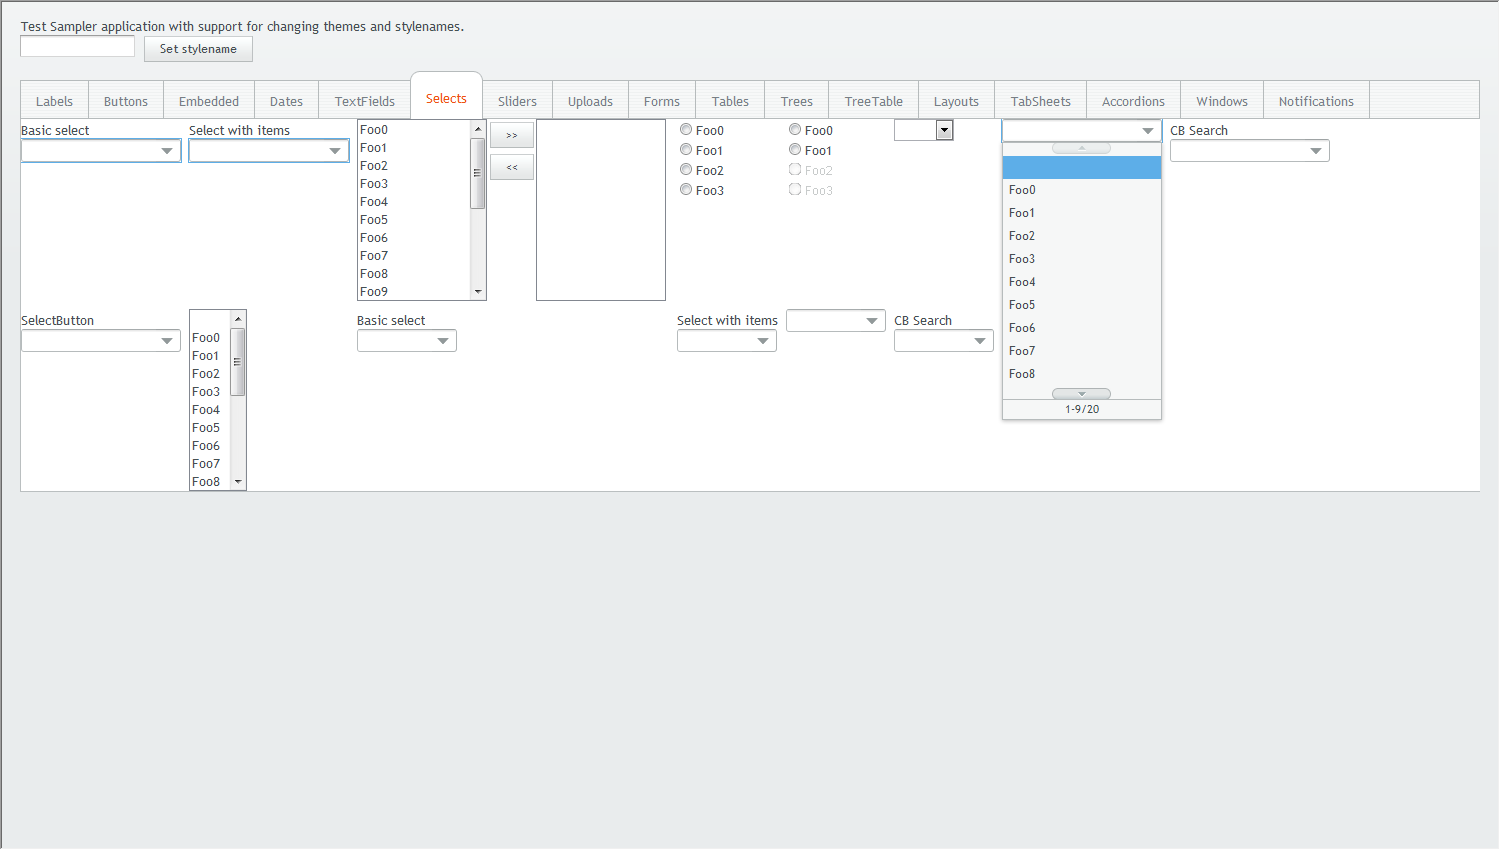 Test Sampler application with support for changing themes and stylenames.
Set stylename
Labels Buttons Embedded Dates TextFields Selects Sliders Uploads Forms Tables Trees TreeTable Layouts TabSheets Accordions Windows Notifications
Basic select
Select with items
Foo0
Foo1
Foo2
Foo3
Foo4
Foo5
Foo6
Foo7
Foo8
Foo9
>>
<<
Foo0
Foo1
Foo2
Foo3
Foo0
Foo1
Foo2
Foo3
Foo0
Foo1
Foo2
Foo3
Foo4
Foo5
Foo6
Foo7
Foo8
1-9/20
CB Search
SelectButton
Foo0
Foo1
Foo2
Foo3
Foo4
Foo5
Foo6
Foo7
Foo8
Basic select
Select with items
CB Search